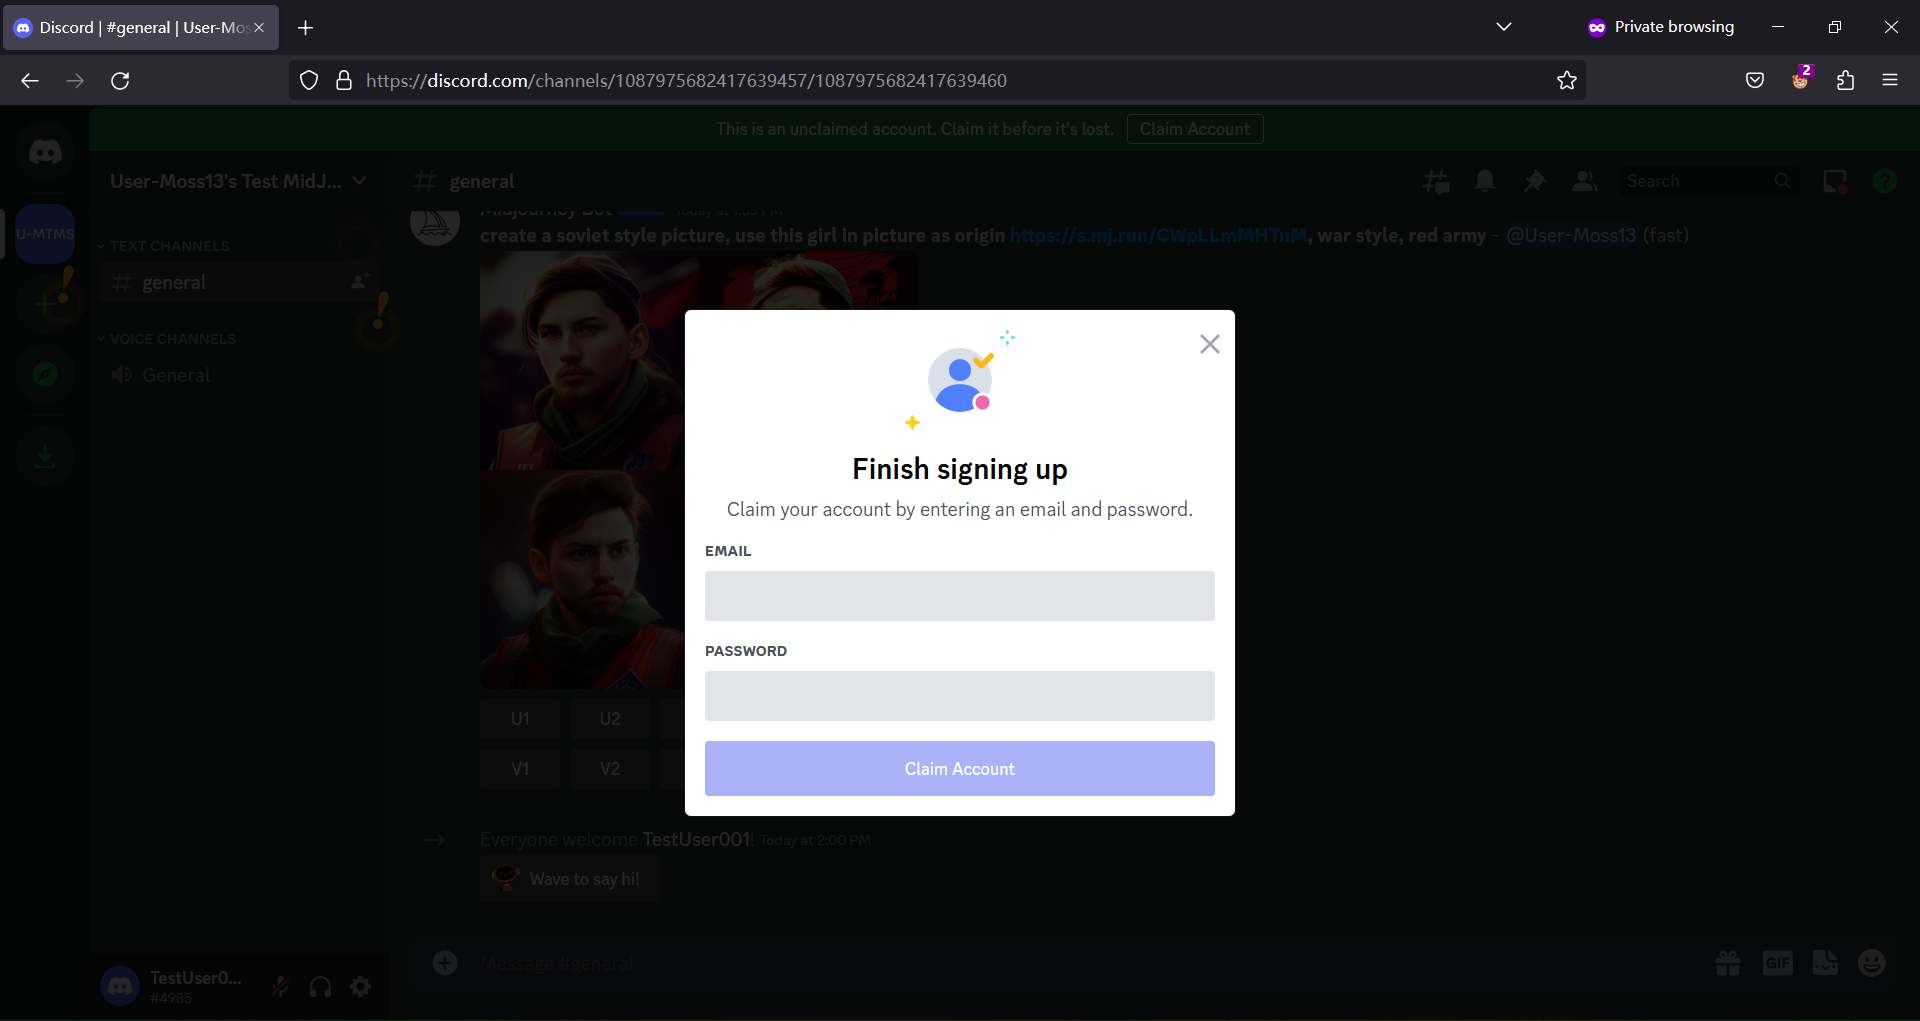 Discord | #general | User-Mos
Private browsing
https://discord.com/channels/1087975682417639457/1087975682417639460
2
This is an unclaimed account. Claim it before it's lost.
Claim Account
User-Moss13's Test MidJ...
general
Search
U-MTMS
TEXT CHANNELS
general
VOICE CHANNELS
General
Midjourney Bot Today at 1:55 PM
create a soviet style picture, use this girl in picture as origin https://s.mj.run/CWpLLmMHTnM, war style, red army - @User-Moss13 (fast)
Finish signing up
Claim your account by entering an email and password.
EMAIL
PASSWORD
Claim Account
U1
U2
V1
V2
Everyone welcome TestUser001! Today at 2:00 PM
Wave to say hi!
Message #general
GIF
TestUser0...
#4985